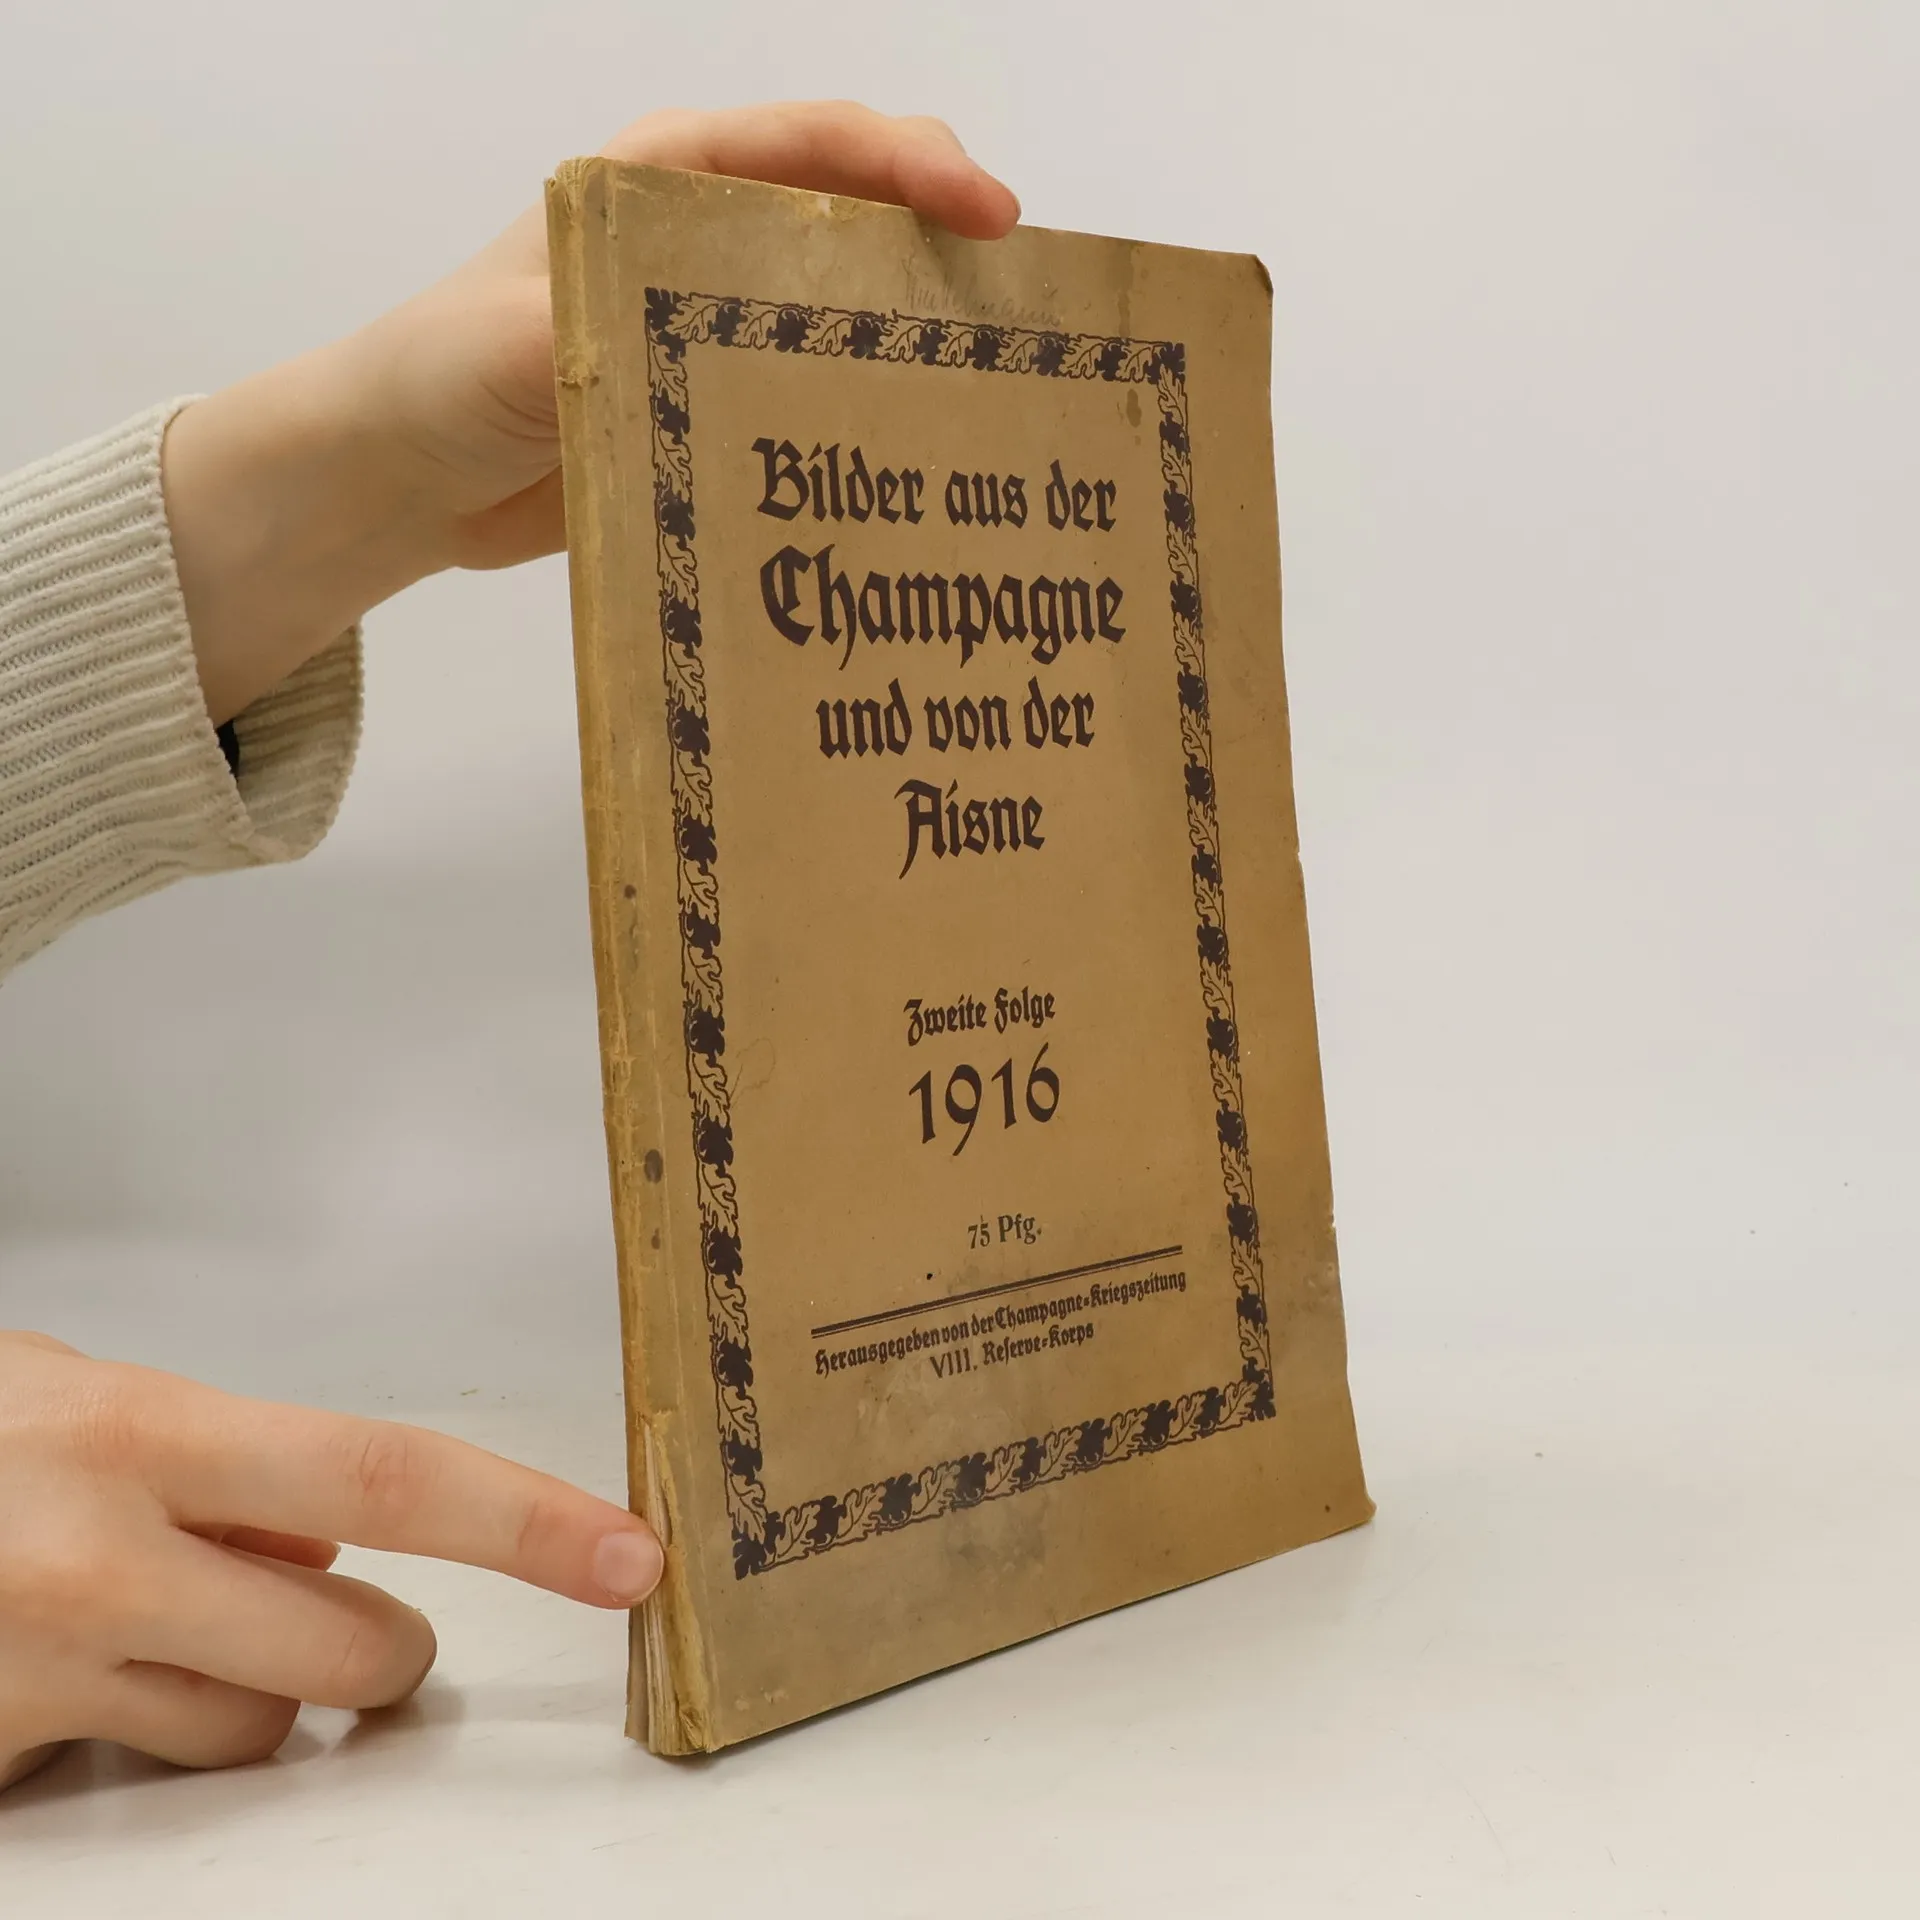 Bilder aus der
Champagne
und von der
Aisne
Zweite Folge
1916
75 Pfg.
Herausgegeben von der Champagne=Kriegszeitung
VIII. Reserve=Korps